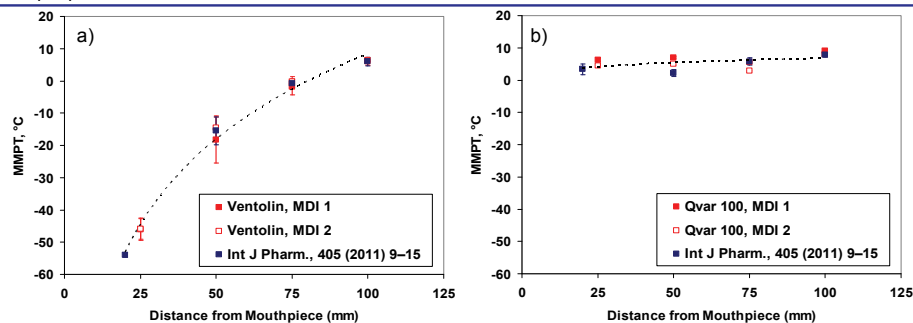 a)
20
10
0
-10
-20
-30
-40
-50
-60
MMPT, °C
Ventolin, MDI 1
Ventolin, MDI 2
Int J Pharm., 405 (2011) 9–15
0 25 50 75 100 125
Distance from Mouthpiece (mm)
b)
20
10
0
-10
-20
-30
-40
-50
-60
MMPT, °C
Qvar 100, MDI 1
Qvar 100, MDI 2
Int J Pharm., 405 (2011) 9–15
0 25 50 75 100 125
Distance from Mouthpiece (mm)